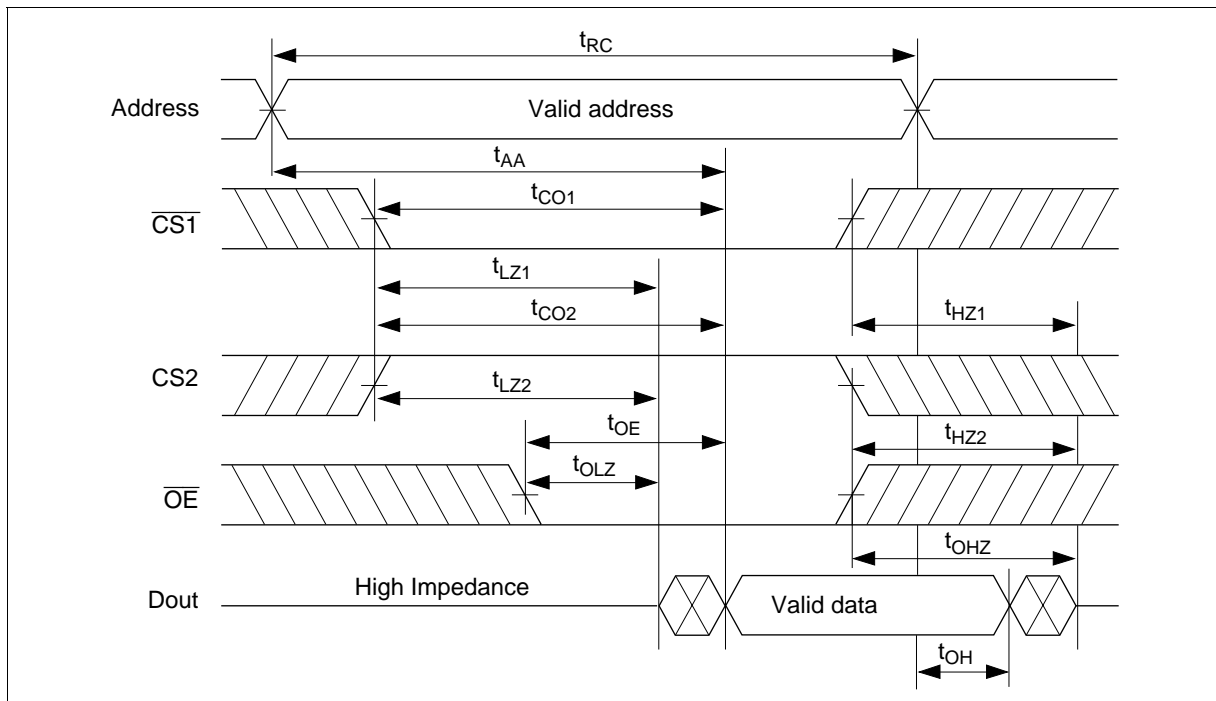 tRC
Address
Valid address
tAA
tCO1
CS1
tLZ1
tCO2
tHZ1
CS2
tLZ2
tOE
tHZ2
tOLZ
OE
tOHZ
High Impedance
Dout
Valid data
tOH